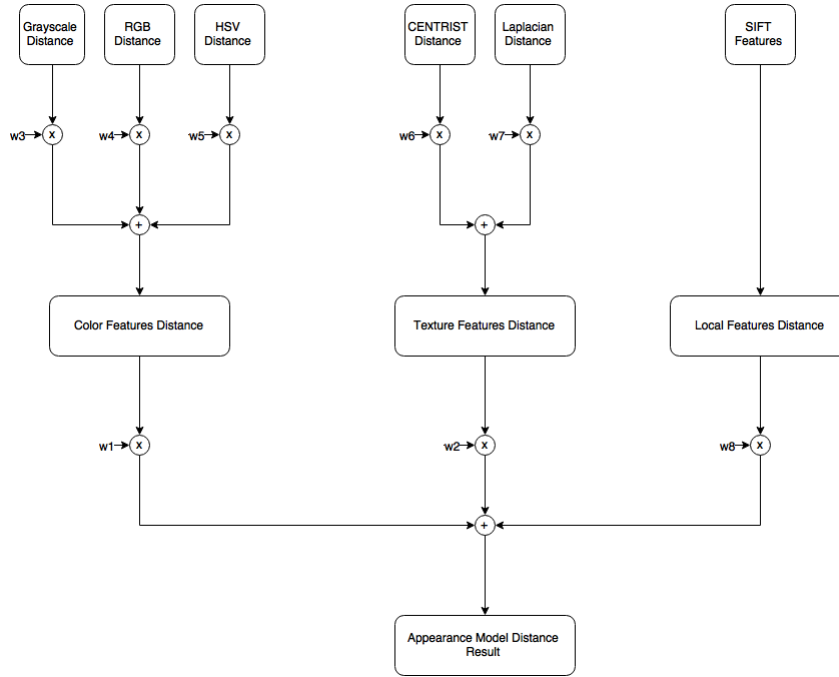 Grayscale
Distance
RGB
Distance
HSV
Distance
CENTRIST
Distance
Laplacian
Distance
SIFT
Features
w3 x
w4 x
w5 x
w6 x
w7 x
+
+
Color Features Distance
Texture Features Distance
Local Features Distance
w1 x
w2 x
w8 x
+
Appearance Model Distance
Result